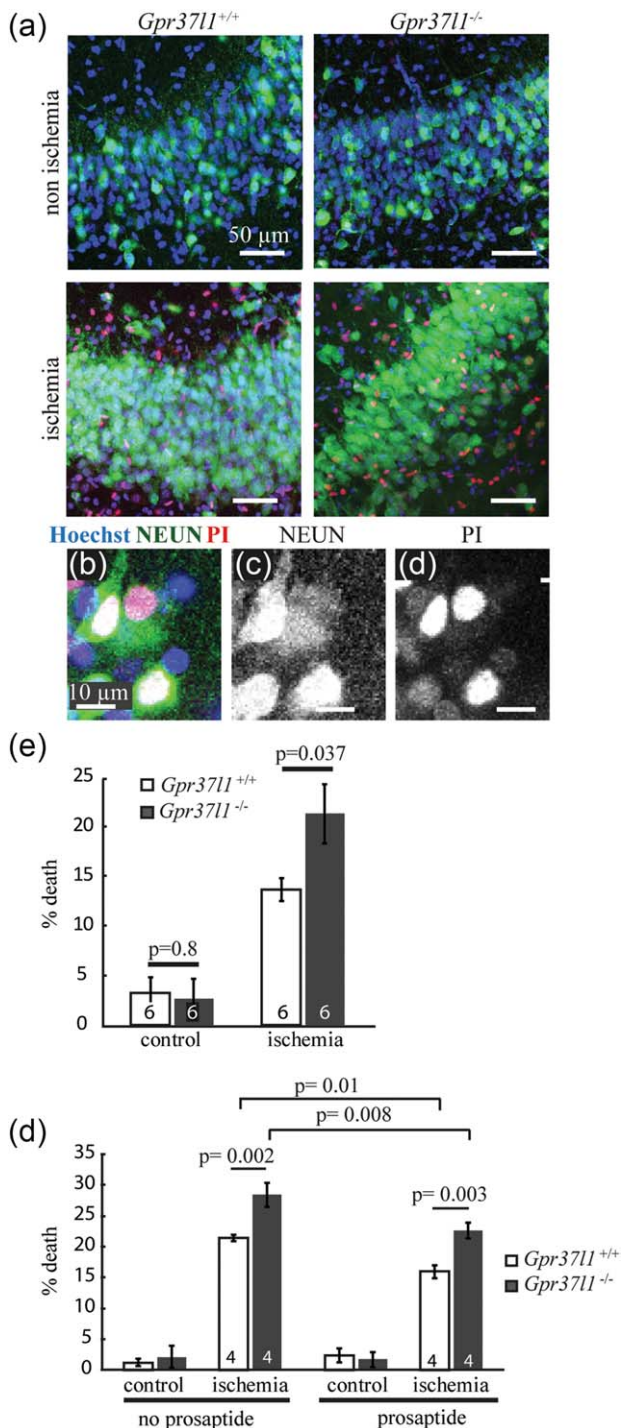 (a)
Gpr37l1+/+ Gpr37l1-/-
non ischemia
50 µm
ischemia
Hoechst NEUN PI NEUN PI
(b) (c) (d)
10 µm
(e)
p=0.037
Gpr37l1+/+
Gpr37l1-/-
25
20
15
10
5
0
% death
p=0.8
6 6 6 6
control ischemia
p= 0.01
p= 0.008
(d)
p= 0.002
p= 0.003
35
30
25
20
15
10
5
0
% death
Gpr37l1+/+
Gpr37l1-/-
4 4 4 4
control ischemia control ischemia
no prosaptide prosaptide